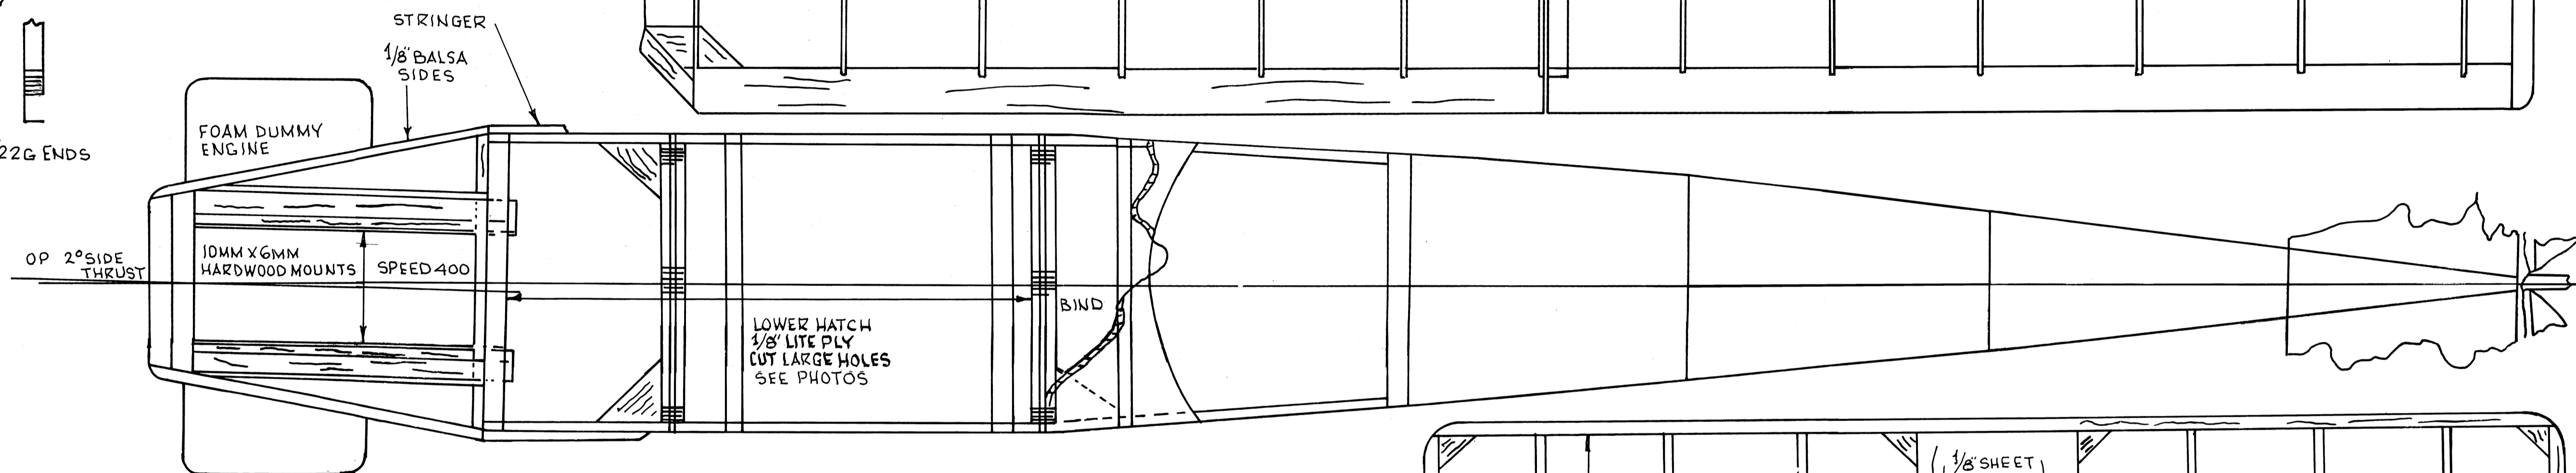 STRINGER
1/8" BALSA
SIDES
FOAM DUMMY
ENGINE
22G ENDS
OP 2° SIDE
THRUST
10MM X 6MM
HARDWOOD MOUNTS
SPEED 400
BIND
LOWER HATCH
1/8" LITE PLY
CUT LARGE HOLES
SEE PHOTOS
1/8" SHEET